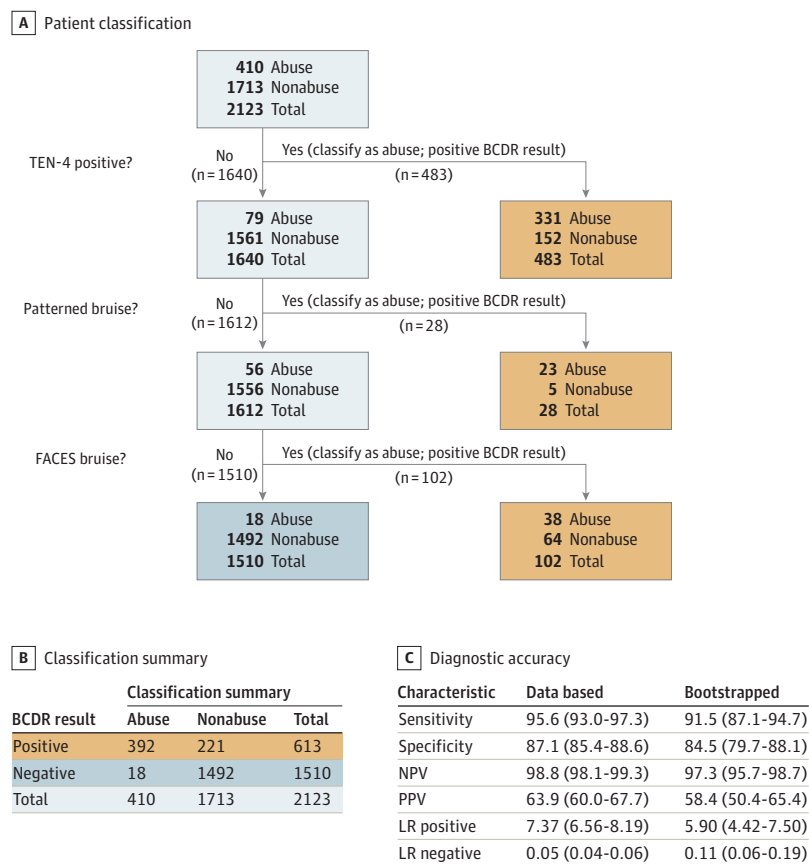 A Patient classification
410 Abuse
1713 Nonabuse
2123 Total
TEN-4 positive?
No
(n=1640)
Yes (classify as abuse; positive BCDR result)
(n=483)
79 Abuse
1561 Nonabuse
1640 Total
331 Abuse
152 Nonabuse
483 Total
Patterned bruise?
No
(n=1612)
Yes (classify as abuse; positive BCDR result)
(n=28)
56 Abuse
1556 Nonabuse
1612 Total
23 Abuse
5 Nonabuse
28 Total
FACES bruise?
No
(n=1510)
Yes (classify as abuse; positive BCDR result)
(n=102)
18 Abuse
1492 Nonabuse
1510 Total
38 Abuse
64 Nonabuse
102 Total
B Classification summary
Classification summary
BCDR result Abuse Nonabuse Total
Positive 392 221 613
Negative 18 1492 1510
Total 410 1713 2123
C Diagnostic accuracy
Characteristic Data based Bootstrapped
Sensitivity 95.6 (93.0-97.3) 91.5 (87.1-94.7)
Specificity 87.1 (85.4-88.6) 84.5 (79.7-88.1)
NPV 98.8 (98.1-99.3) 97.3 (95.7-98.7)
PPV 63.9 (60.0-67.7) 58.4 (50.4-65.4)
LR positive 7.37 (6.56-8.19) 5.90 (4.42-7.50)
LR negative 0.05 (0.04-0.06) 0.11 (0.06-0.19)